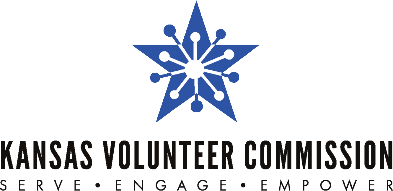 KANSAS VOLUNTEER COMMISSION
SERVE • ENGAGE • EMPOWER